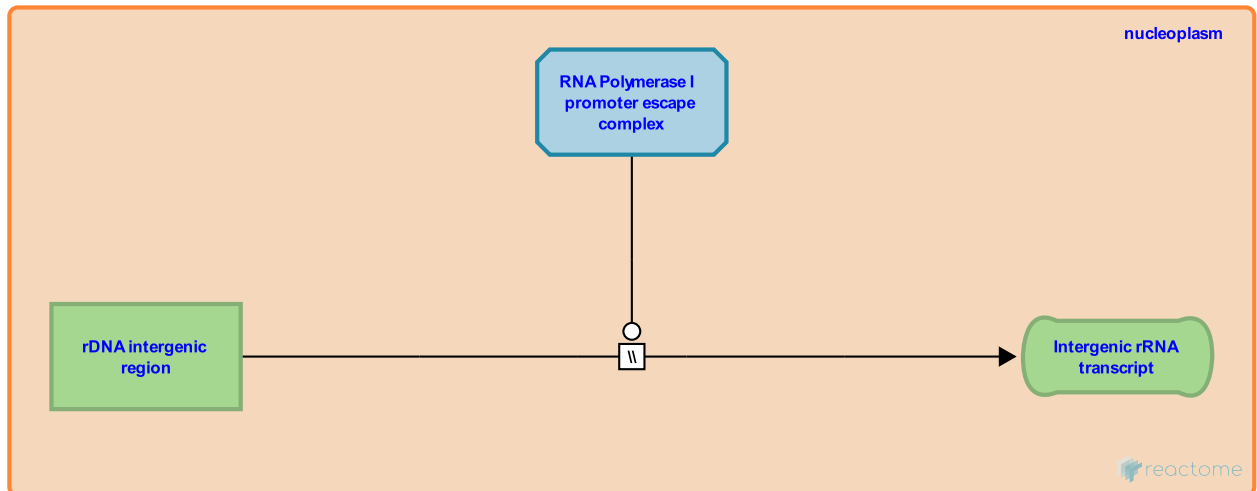 nucleoplasm
RNA Polymerase I
promoter escape
complex
rDNA intergenic
region
\\
Intergenic rRNA
transcript
reactome